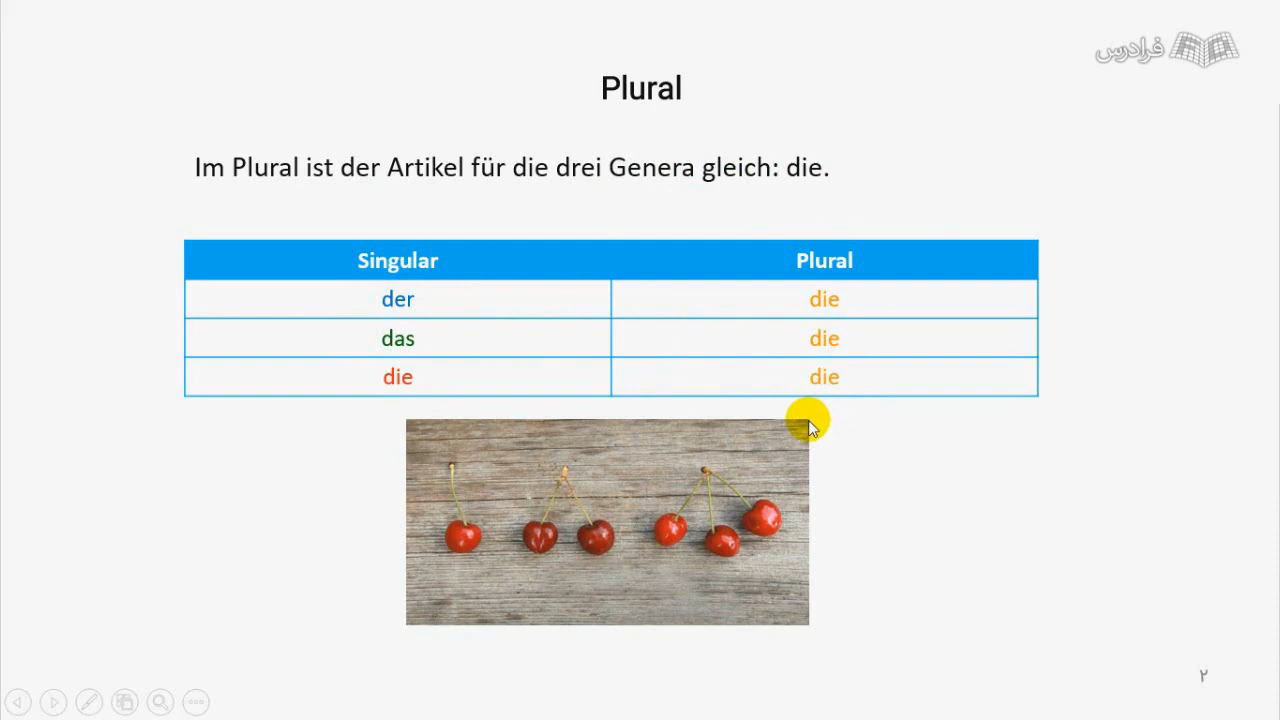 فرادرس
Plural
Im Plural ist der Artikel für die drei Genera gleich: die.
Singular Plural
der die
das die
die die
۲